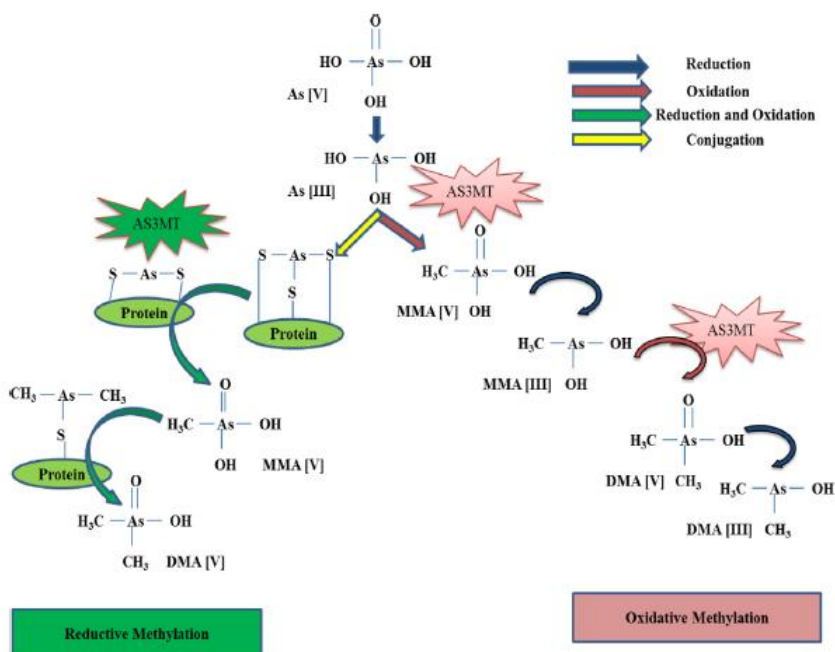 O
HO — As — OH
OH
As [V]
Reduction
Oxidation
Reduction and Oxidation
Conjugation
HO — As — OH
OH
As [III]
AS3MT
AS3MT
S — As — S
Protein
S — As — S
S
Protein
O
H₃C — As — OH
OH
MMA [V]
H₃C — As — OH
OH
MMA [III]
AS3MT
CH₃ — As — CH₃
S
Protein
O
H₃C — As — OH
OH
MMA [V]
O
H₃C — As — OH
CH₃
DMA [V]
O
H₃C — As — OH
CH₃
DMA [V]
H₃C — As — OH
CH₃
DMA [III]
Reductive Methylation
Oxidative Methylation